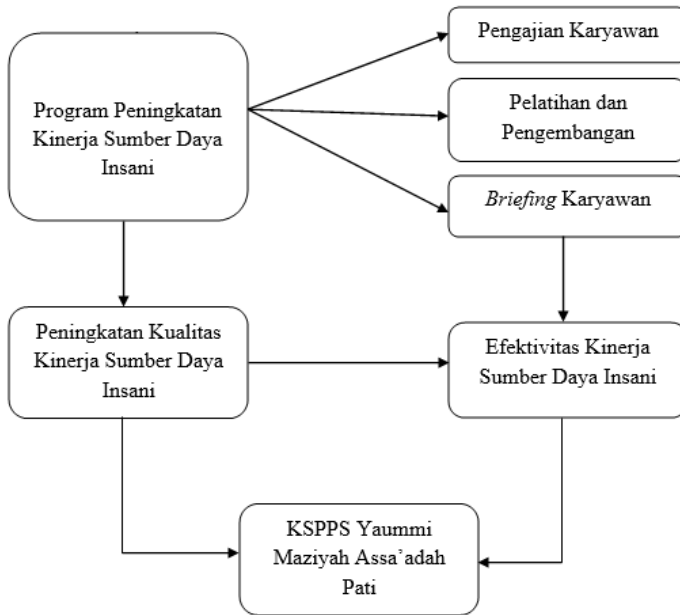 Pengajian Karyawan
Program Peningkatan
Kinerja Sumber Daya
Insani
Pelatihan dan
Pengembangan
Briefing Karyawan
Peningkatan Kualitas
Kinerja Sumber Daya
Insani
Efektivitas Kinerja
Sumber Daya Insani
KSPPS Yaummi
Maziyah Assa’adah
Pati